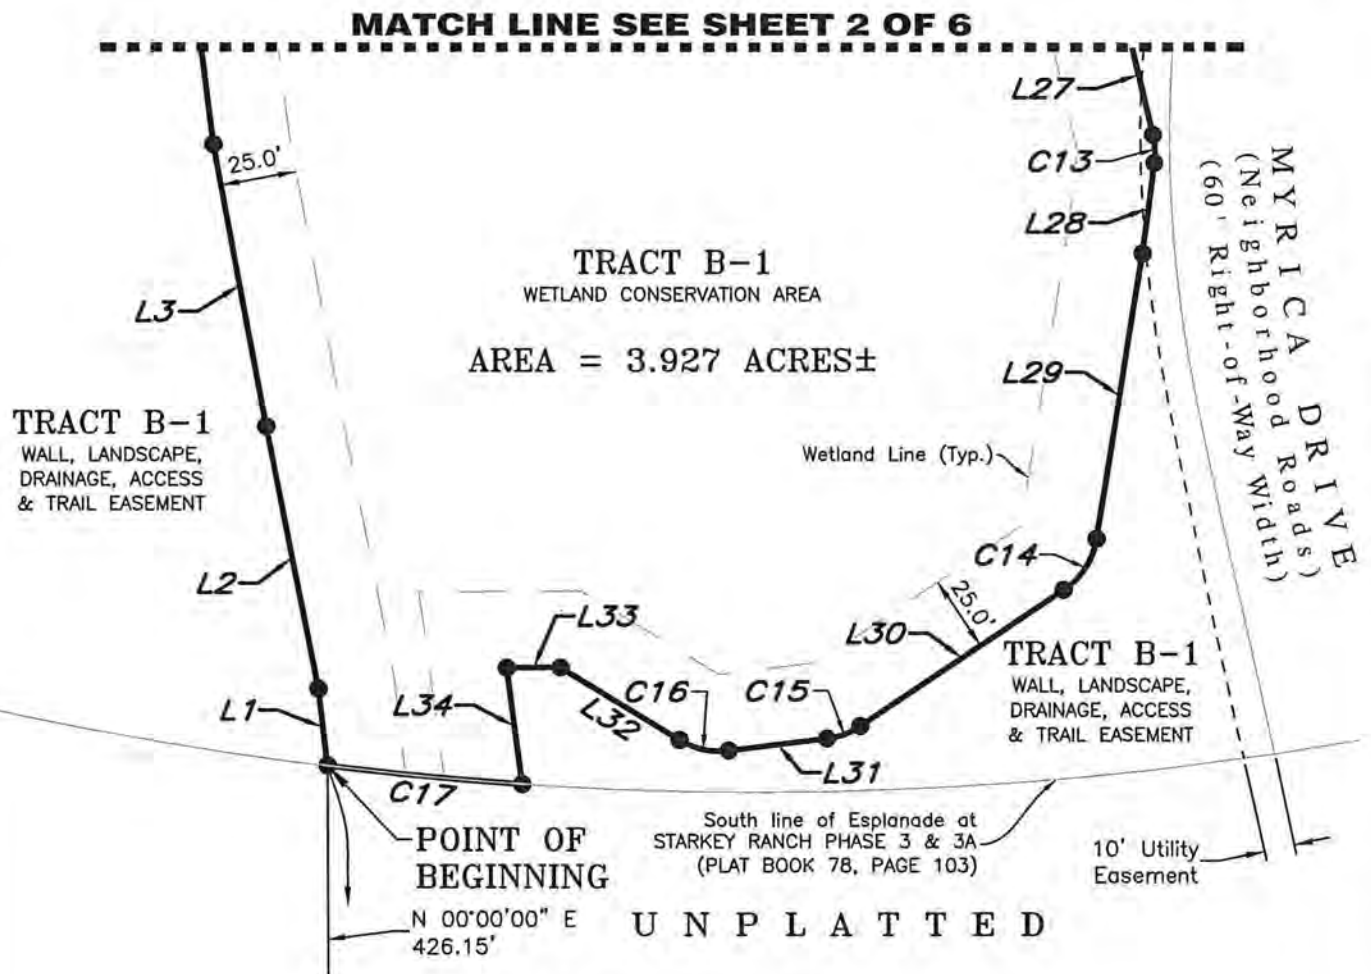 MATCH LINE SEE SHEET 2 OF 6
L27
25.0'
C13
L28
MYRICA DRIVE
(Neighborhood Roads)
(60' Right-of-Way Width)
TRACT B-1
WETLAND CONSERVATION AREA
L3
AREA = 3.927 ACRES±
L29
TRACT B-1
WALL, LANDSCAPE,
DRAINAGE, ACCESS
& TRAIL EASEMENT
Wetland Line (Typ.)
C14
L2
25.0'
L33
L30
TRACT B-1
WALL, LANDSCAPE,
DRAINAGE, ACCESS
& TRAIL EASEMENT
C16
C15
L1
L34
L32
L31
C17
South line of Esplanade at
STARKEY RANCH PHASE 3 & 3A
(PLAT BOOK 78, PAGE 103)
POINT OF
BEGINNING
10' Utility
Easement
N 00°00'00" E
426.15'
UNPLATTED